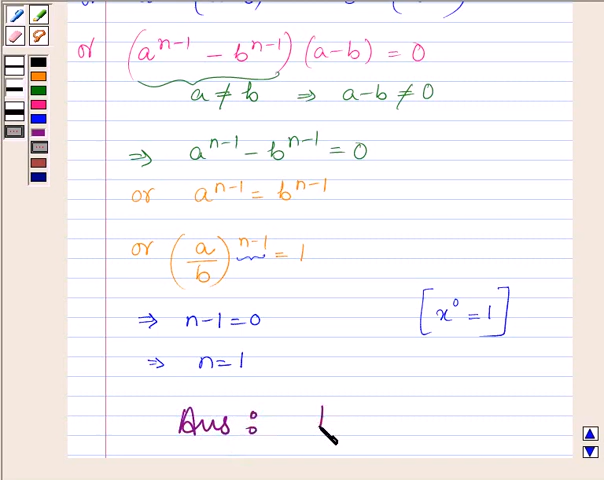 or (a^{n-1} - b^{n-1}) (a-b) = 0
a ≠ b ⇒ a-b ≠ 0
⇒ a^{n-1} - b^{n-1} = 0
or a^{n-1} = b^{n-1}
or (a/b)^{n-1} = 1
⇒ n-1 = 0 [x^0 = 1]
⇒ n = 1
Ans :